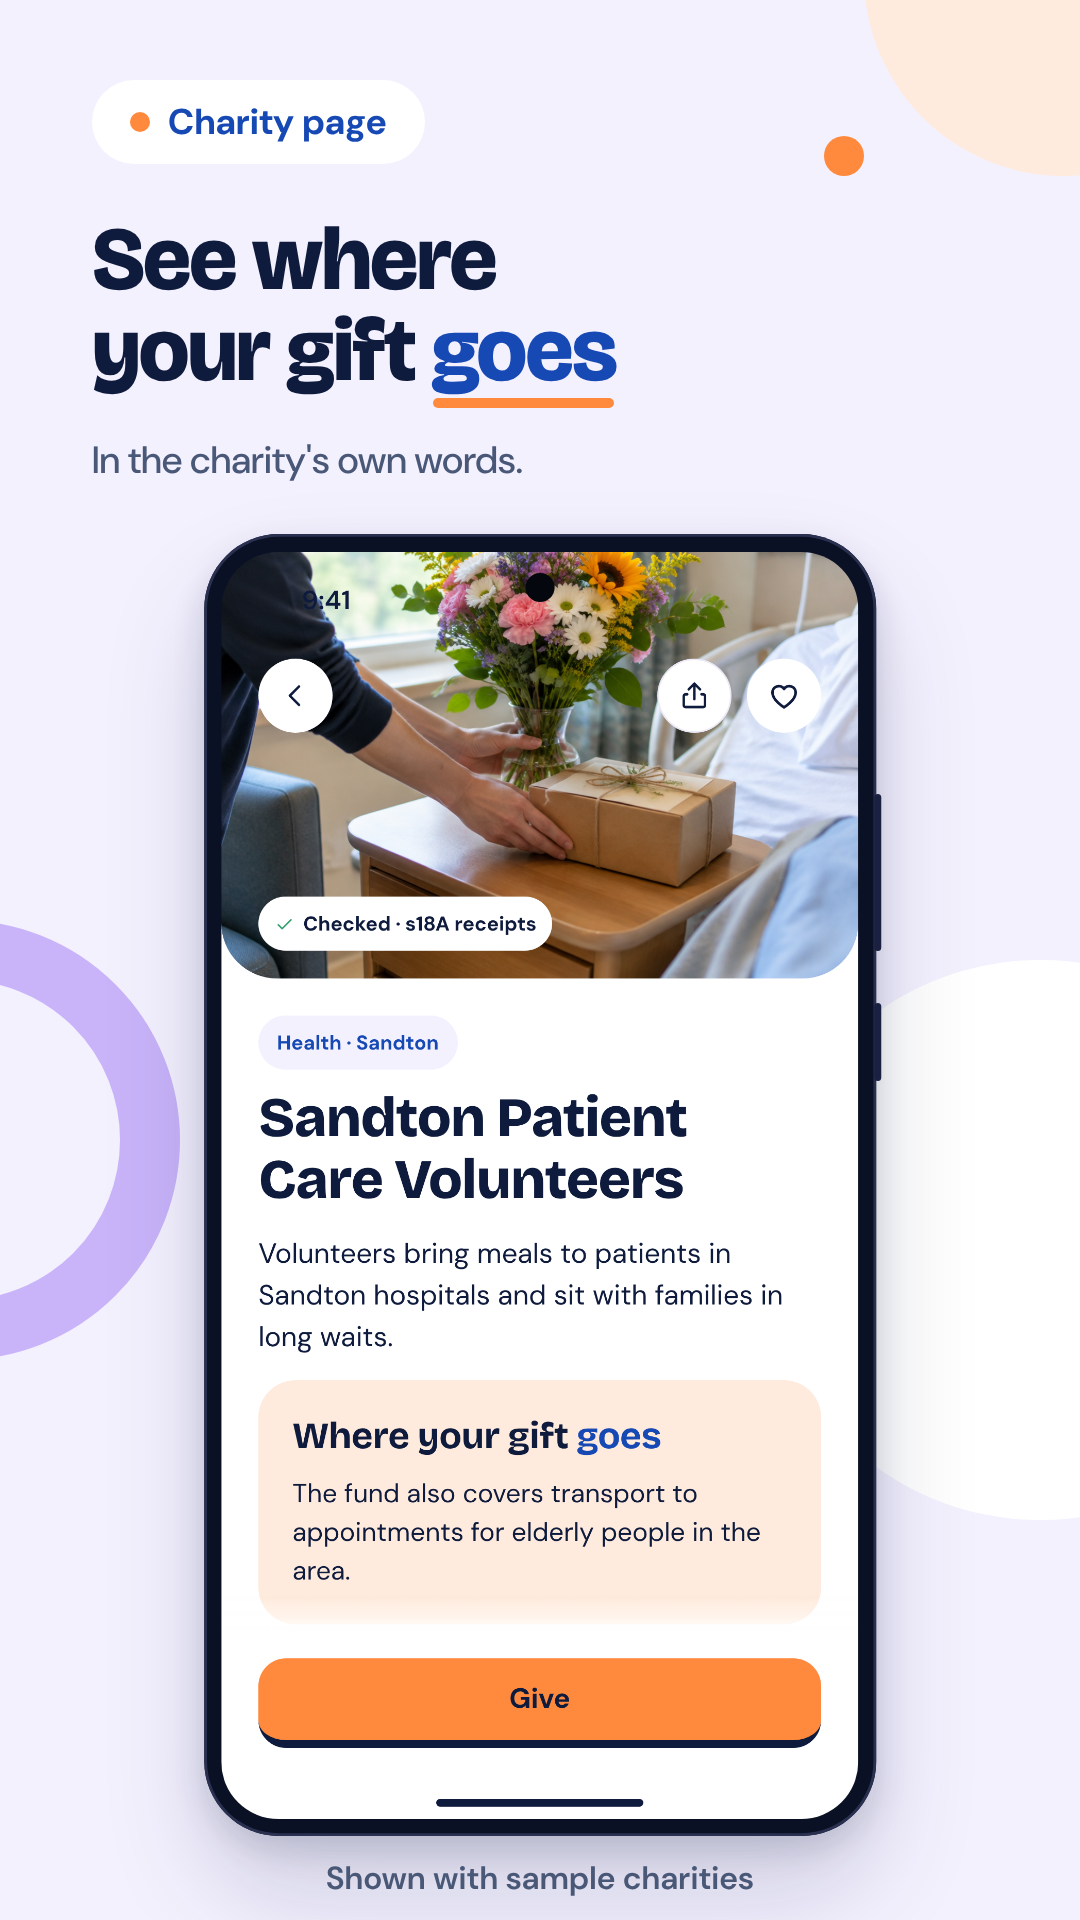 Charity page
See where
your gift goes
In the charity's own words.
9:41
Checked · s18A receipts
Health · Sandton
Sandton Patient
Care Volunteers
Volunteers bring meals to patients in
Sandton hospitals and sit with families in
long waits.
Where your gift goes
The fund also covers transport to
appointments for elderly people in the
area.
Give
Shown with sample charities